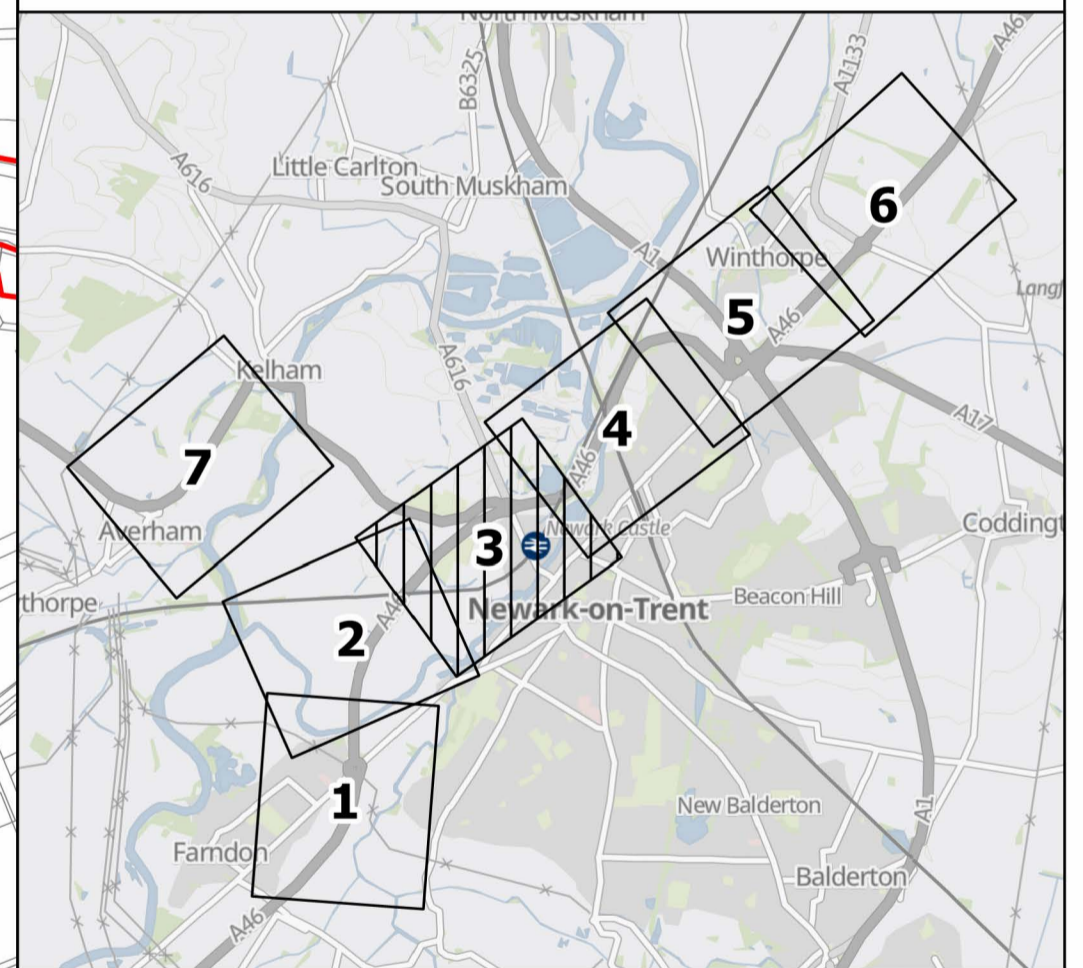 North Muskham
A46
A1133
B6325
A616
Little Carlton
South Muskham
6
A1
Winthorpe
Langf
5
A46
A616
Kelham
A17
4
7
A46
Averham
Newark Castle
Coddingt
3
thorpe
A46
Newark-on-Trent
Beacon Hill
2
1
New Balderton
A1
Farndon
Balderton
A46